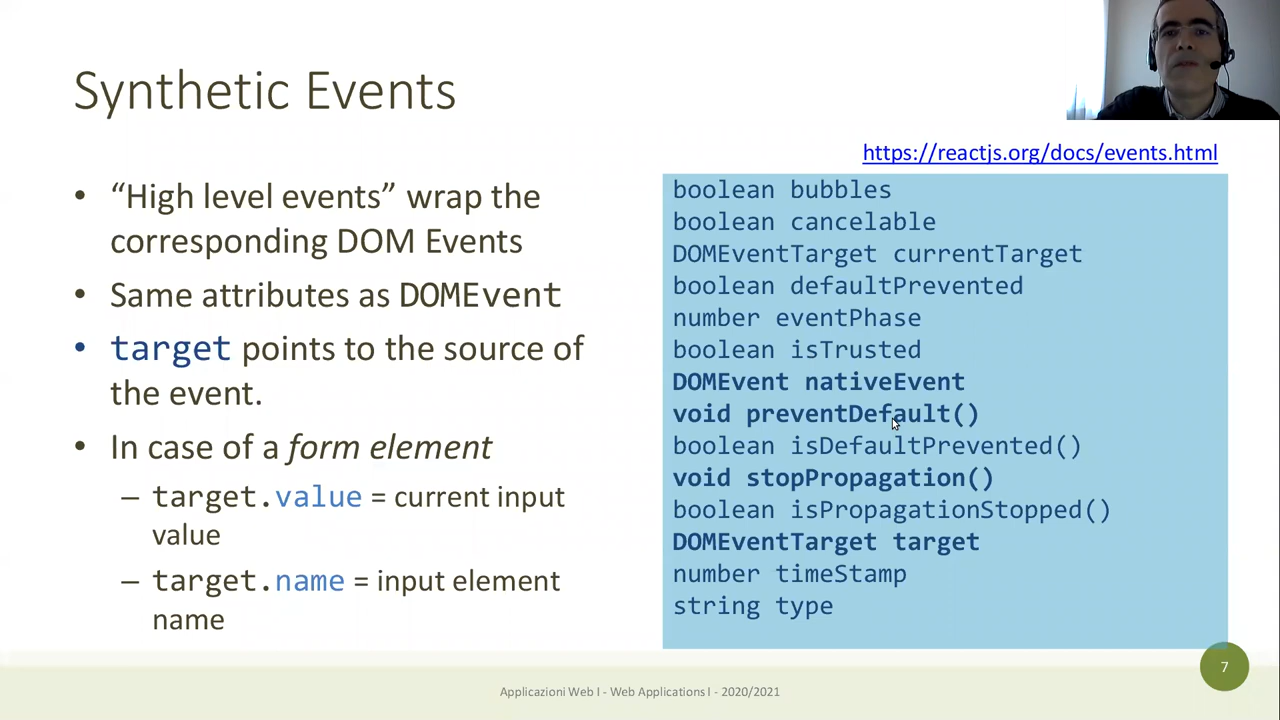 Synthetic Events
https://reactjs.org/docs/events.html
• “High level events” wrap the
corresponding DOM Events
• Same attributes as DOMEvent
• target points to the source of
the event.
• In case of a form element
– target.value = current input
value
– target.name = input element
name
boolean bubbles
boolean cancelable
DOMEventTarget currentTarget
boolean defaultPrevented
number eventPhase
boolean isTrusted
DOMEvent nativeEvent
void preventDefault()
boolean isDefaultPrevented()
void stopPropagation()
boolean isPropagationStopped()
DOMEventTarget target
number timeStamp
string type
7
Applicazioni Web I - Web Applications I - 2020/2021